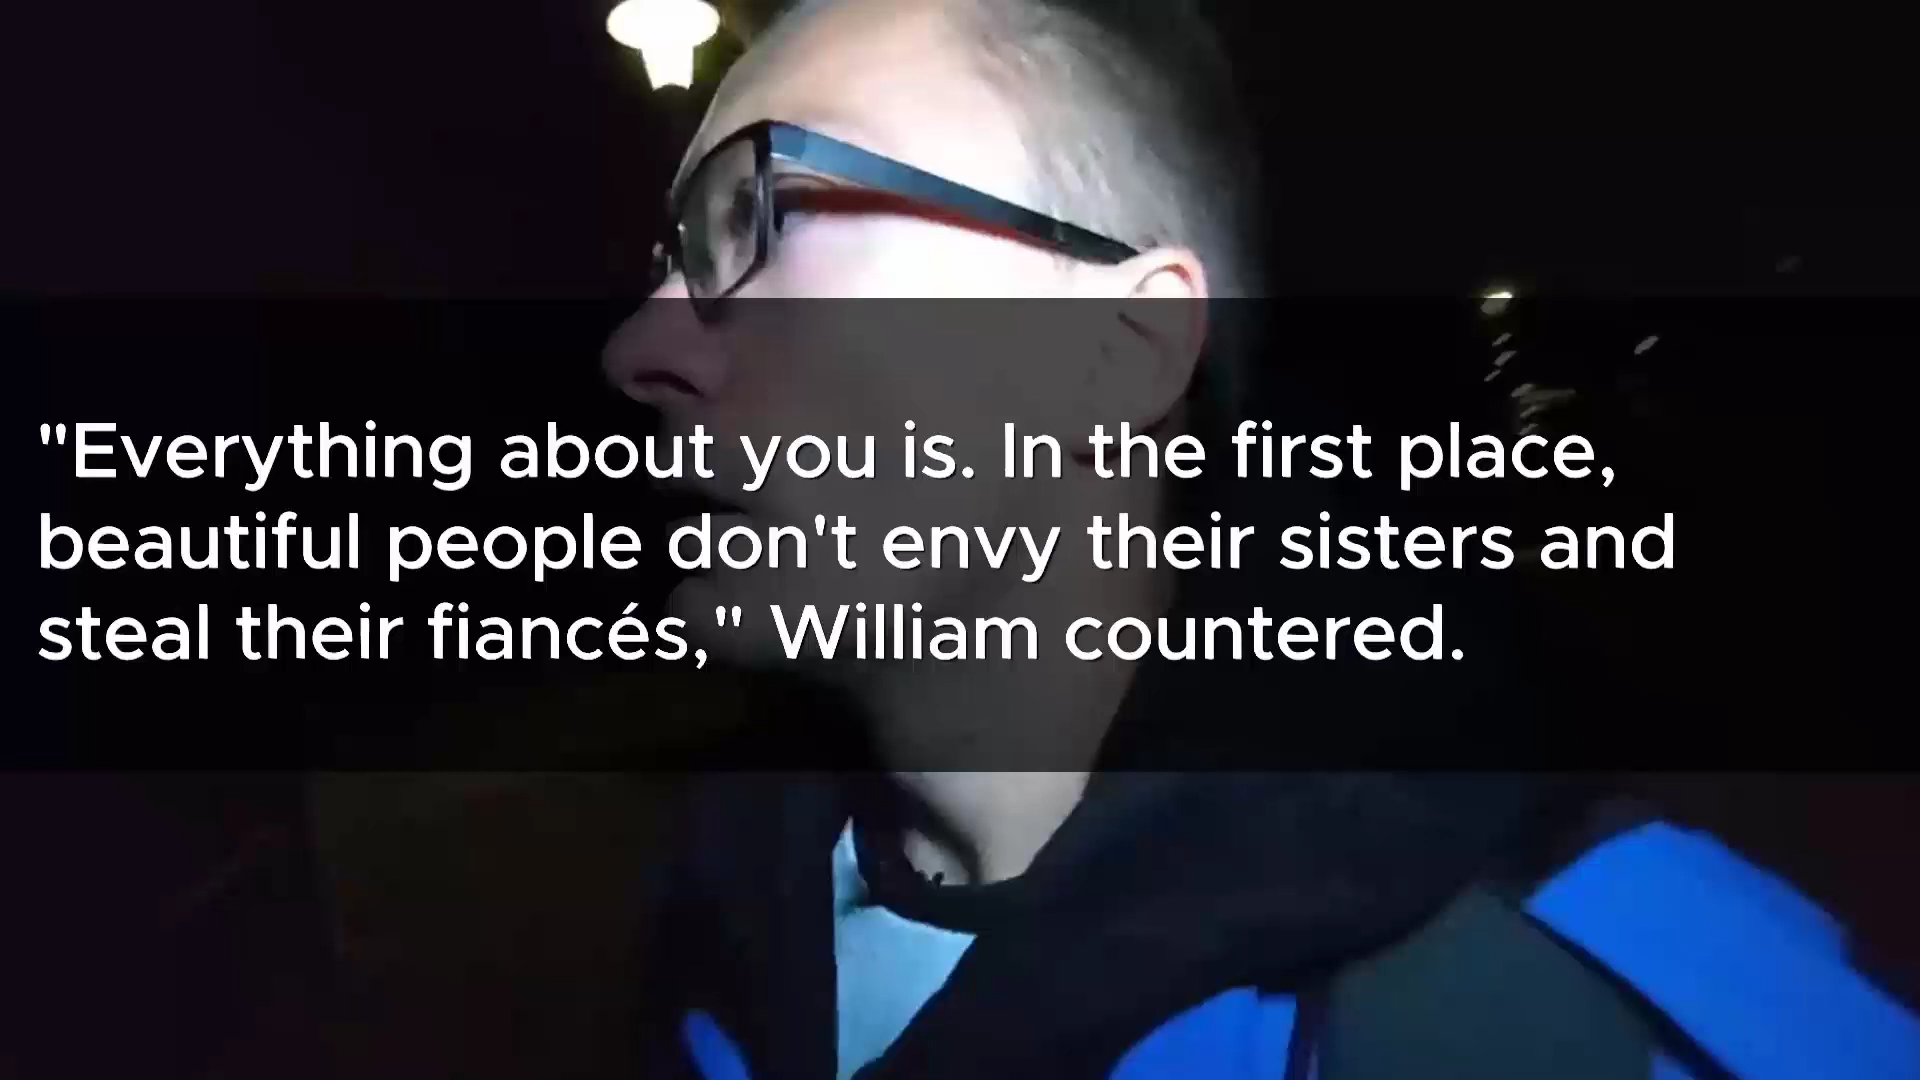 "Everything about you is. In the first place,
beautiful people don't envy their sisters and
steal their fiancés," William countered.